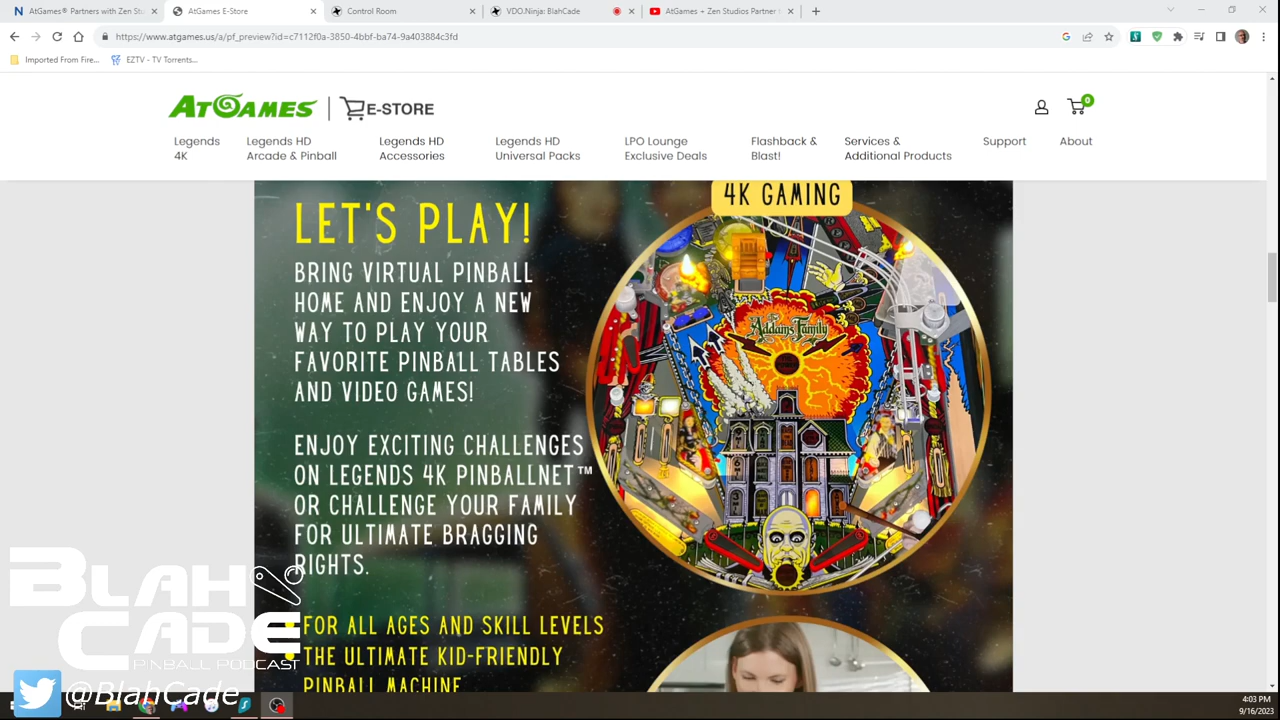 AtGames® Partners with Zen Stu
AtGames E-Store
Control Room
VDO.Ninja: BlahCade
AtGames + Zen Studios Partner
https://www.atgames.us/a/pf_preview?id=c7112f0a-3850-4bbf-ba74-9a403884c3fd
Imported From Fire...
EZTV - TV Torrents...
ATGAMES | E-STORE
0
Legends 4K
Legends HD Arcade & Pinball
Legends HD Accessories
Legends HD Universal Packs
LPO Lounge Exclusive Deals
Flashback & Blast!
Services & Additional Products
Support
About
4K GAMING
LET'S PLAY!
BRING VIRTUAL PINBALL
HOME AND ENJOY A NEW
WAY TO PLAY YOUR
FAVORITE PINBALL TABLES
AND VIDEO GAMES!
The Addams Family
ENJOY EXCITING CHALLENGES
ON LEGENDS 4K PINBALLNET™
OR CHALLENGE YOUR FAMILY
FOR ULTIMATE BRAGGING
RIGHTS.
FOR ALL AGES AND SKILL LEVELS
THE ULTIMATE KID-FRIENDLY
PINBALL MACHINE
BLAH
CADE
PINBALL PODCAST
@BlahCade
4:03 PM
9/16/2023